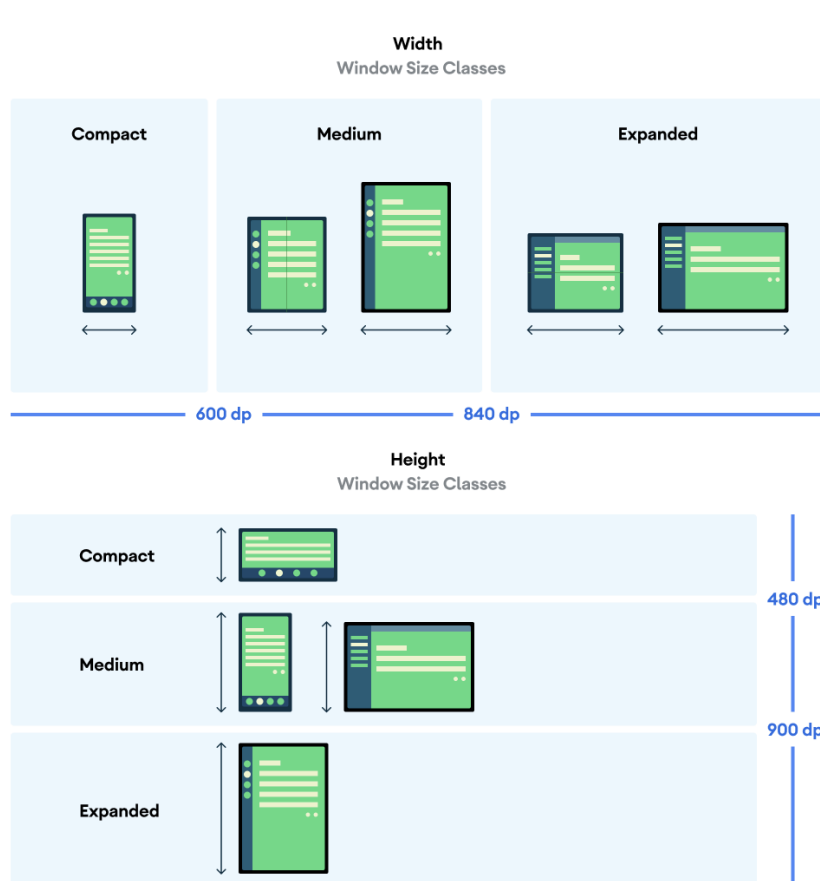 Width
Window Size Classes
Compact
Medium
Expanded
600 dp
840 dp
Height
Window Size Classes
Compact
480 dp
Medium
900 dp
Expanded